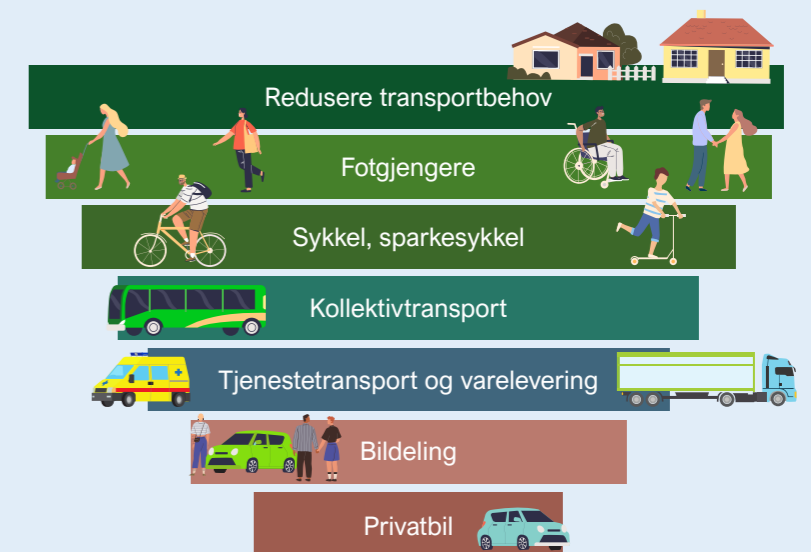 Redusere transportbehov
Fotgjengere
Sykkel, sparkesykkel
Kollektivtransport
Tjenestetransport og varelevering
Bildeling
Privatbil